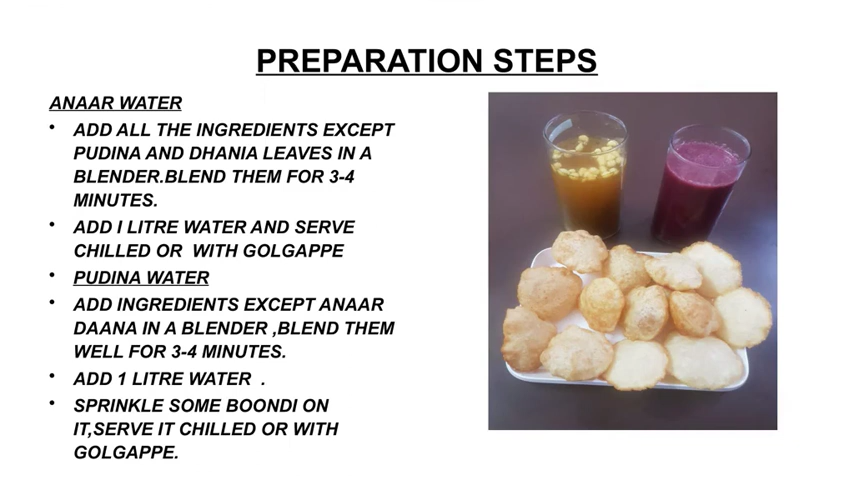 PREPARATION STEPS
ANAAR WATER
• ADD ALL THE INGREDIENTS EXCEPT
PUDINA AND DHANIA LEAVES IN A
BLENDER.BLEND THEM FOR 3-4
MINUTES.
• ADD I LITRE WATER AND SERVE
CHILLED OR  WITH GOLGAPPE
• PUDINA WATER
• ADD INGREDIENTS EXCEPT ANAAR
DAANA IN A BLENDER ,BLEND THEM
WELL FOR 3-4 MINUTES.
• ADD 1 LITRE WATER  .
• SPRINKLE SOME BOONDI ON
IT,SERVE IT CHILLED OR WITH
GOLGAPPE.